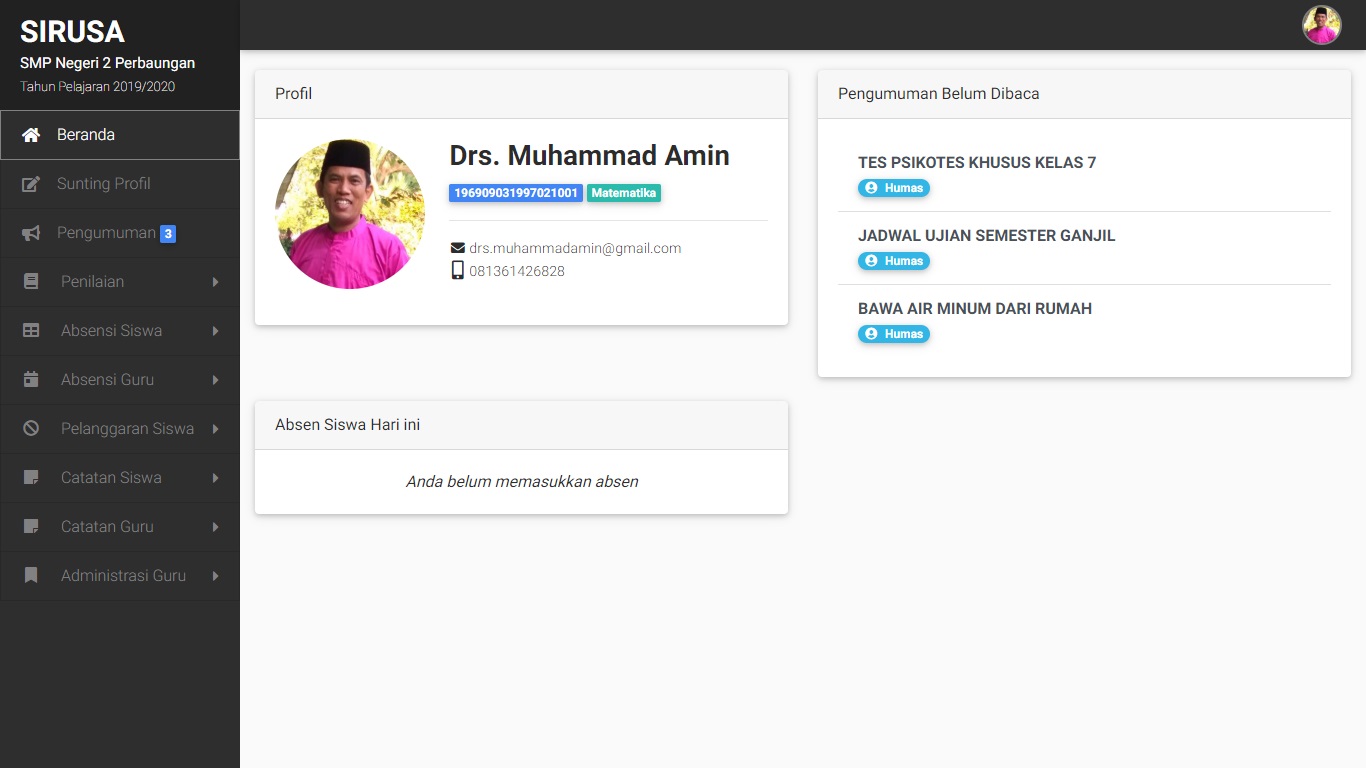 SIRUSA
SMP Negeri 2 Perbaungan
Tahun Pelajaran 2019/2020
Beranda
Sunting Profil
Pengumuman 3
Penilaian
Absensi Siswa
Absensi Guru
Pelanggaran Siswa
Catatan Siswa
Catatan Guru
Administrasi Guru
Profil
Drs. Muhammad Amin
196909031997021001 Matematika
drs.muhammadamin@gmail.com
081361426828
Pengumuman Belum Dibaca
TES PSIKOTES KHUSUS KELAS 7
Humas
JADWAL UJIAN SEMESTER GANJIL
Humas
BAWA AIR MINUM DARI RUMAH
Humas
Absen Siswa Hari ini
Anda belum memasukkan absen